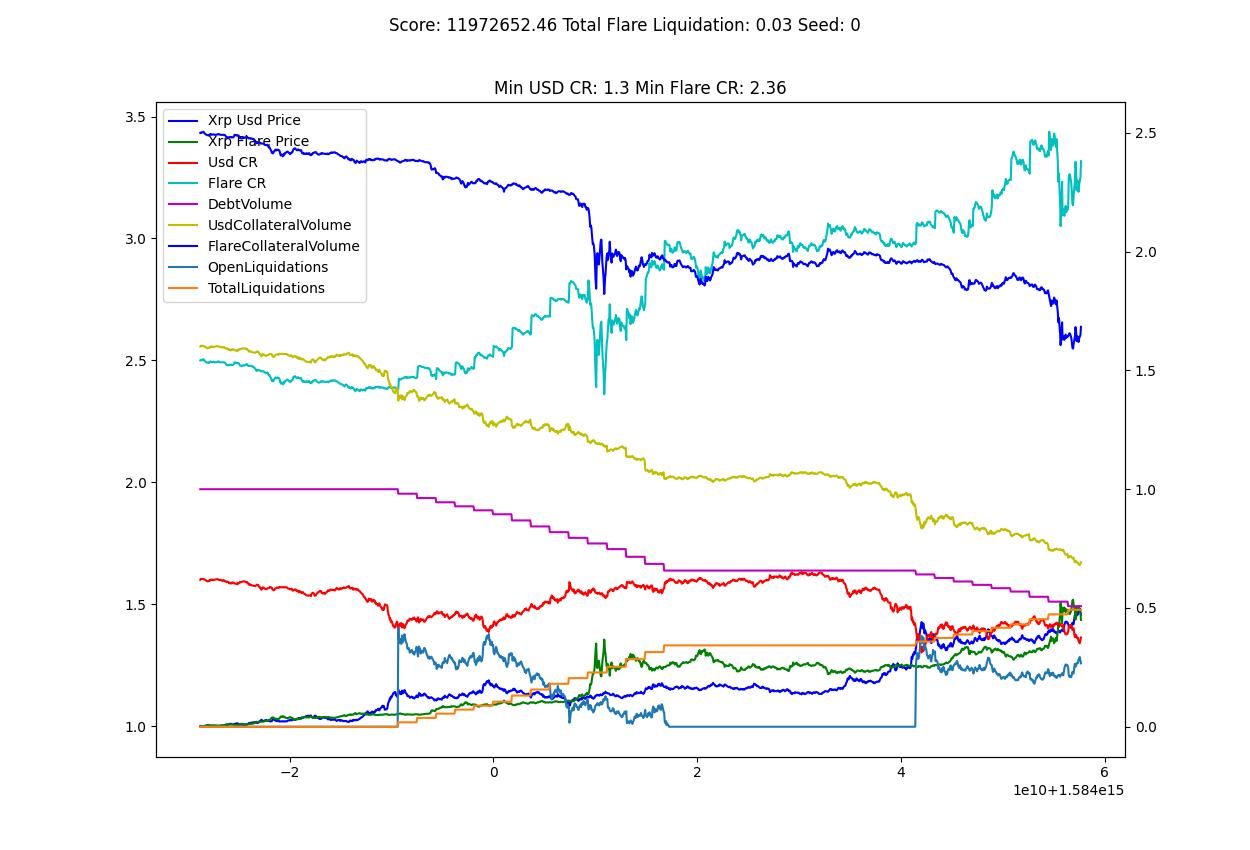 Score: 11972652.46 Total Flare Liquidation: 0.03 Seed: 0
Min USD CR: 1.3 Min Flare CR: 2.36
Xrp Usd Price
Xrp Flare Price
Usd CR
Flare CR
DebtVolume
UsdCollateralVolume
FlareCollateralVolume
OpenLiquidations
TotalLiquidations
3.5
3.0
2.5
2.0
1.5
1.0
2.5
2.0
1.5
1.0
0.5
0.0
−2 0 2 4 6
1e10+1.584e15